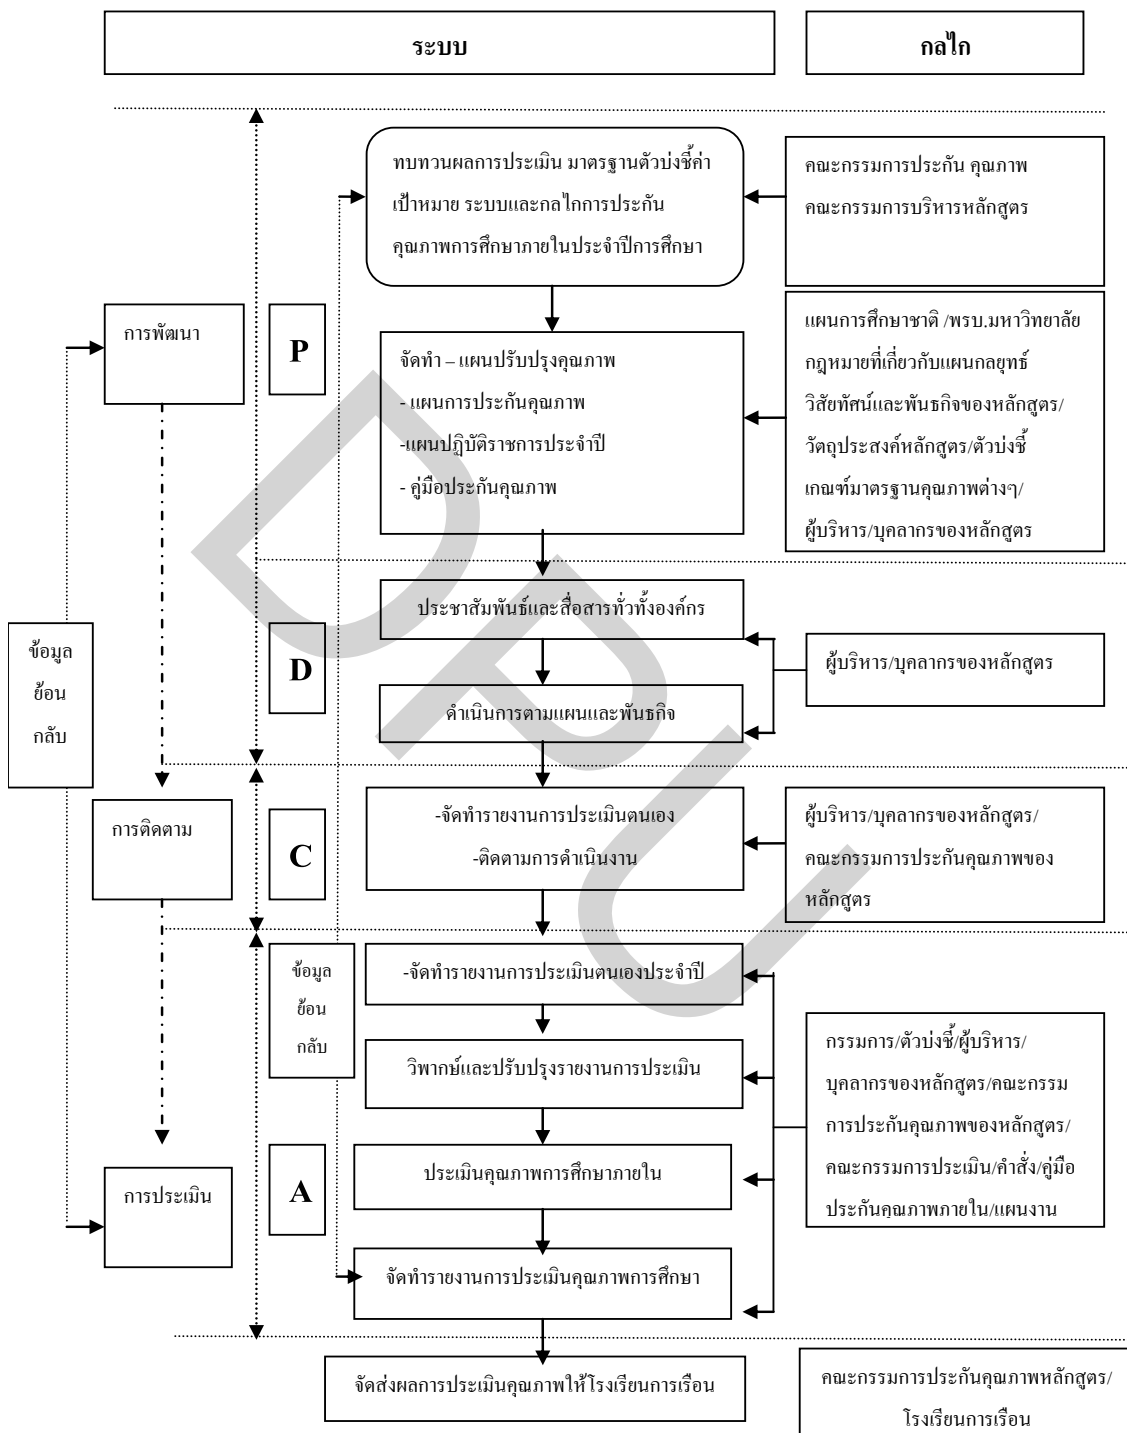 ระบบ
กลไก
ทบทวนผลการประเมิน มาตรฐานตัวบ่งชี้ค่า
เป้าหมาย ระบบและกลไกการประกัน
คุณภาพการศึกษาภายในประจำปีการศึกษา
คณะกรรมการประกัน คุณภาพ
คณะกรรมการบริหารหลักสูตร
การพัฒนา
P
จัดทำ – แผนปรับปรุงคุณภาพ
- แผนการประกันคุณภาพ
-แผนปฏิบัติราชการประจำปี
- คู่มือประกันคุณภาพ
แผนการศึกษาชาติ /พรบ.มหาวิทยาลัย
กฎหมายที่เกี่ยวกับแผนกลยุทธ์
วิสัยทัศน์และพันธกิจของหลักสูตร/
วัตถุประสงค์หลักสูตร/ตัวบ่งชี้
เกณฑ์มาตรฐานคุณภาพต่างๆ/
ผู้บริหาร/บุคลากรของหลักสูตร
ข้อมูล
ย้อน
กลับ
D
ประชาสัมพันธ์และสื่อสารทั่วทั้งองค์กร
ดำเนินการตามแผนและพันธกิจ
ผู้บริหาร/บุคลากรของหลักสูตร
การติดตาม
C
-จัดทำรายงานการประเมินตนเอง
-ติดตามการดำเนินงาน
ผู้บริหาร/บุคลากรของหลักสูตร/
คณะกรรมการประกันคุณภาพของ
หลักสูตร
ข้อมูล
ย้อน
กลับ
-จัดทำรายงานการประเมินตนเองประจำปี
วิพากษ์และปรับปรุงรายงานการประเมิน
การประเมิน
A
ประเมินคุณภาพการศึกษาภายใน
จัดทำรายงานการประเมินคุณภาพการศึกษา
กรรมการ/ตัวบ่งชี้/ผู้บริหาร/
บุคลากรของหลักสูตร/คณะกรรม
การประกันคุณภาพของหลักสูตร/
คณะกรรมการประเมิน/คำสั่ง/คู่มือ
ประกันคุณภาพภายใน/แผนงาน
จัดส่งผลการประเมินคุณภาพให้โรงเรียนการเรือน
คณะกรรมการประกันคุณภาพหลักสูตร/
โรงเรียนการเรือน
DPU